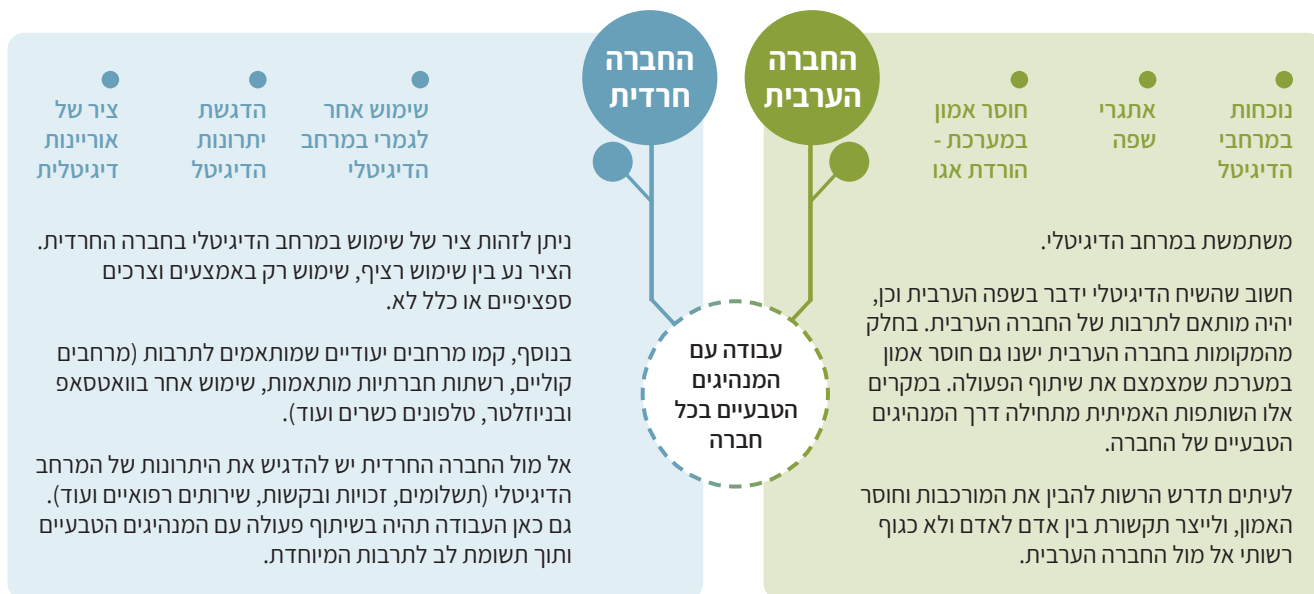 החברה
הערבית
נוכחות
במרחבי
הדיגיטל
אתגרי
שפה
חוסר אמון
במערכת -
הורדת אגו
משתמשת במרחב הדיגיטלי.
חשוב שהשיח הדיגיטלי ידבר בשפה הערבית וכן,
יהיה מותאם לתרבות של החברה הערבית. בחלק
מהמקומות בחברה הערבית ישנו גם חוסר אמון
במערכת שמצמצם את שיתוף הפעולה. במקרים
אלו השותפות האמיתית מתחילה דרך המנהיגים
הטבעיים של החברה.
לעיתים תדרש הרשות להבין את המורכבות וחוסר
האמון, ולייצר תקשורת בין אדם לאדם ולא כגוף
רשותי אל מול החברה הערבית.
עבודה עם
המנהיגים
הטבעיים בכל
חברה
החברה
חרדית
שימוש אחר
לגמרי במרחב
הדיגיטלי
הדגשת
יתרונות
הדיגיטל
ציר של
אוריינות
דיגיטלית
ניתן לזהות ציר של שימוש במרחב הדיגיטלי בחברה החרדית.
הציר נע בין שימוש רציף, שימוש רק באמצעים וצרכים
ספציפיים או כלל לא.
בנוסף, קמו מרחבים יעודיים שמותאמים לתרבות (מרחבים
קוליים, רשתות חברתיות מותאמות, שימוש אחר בוואטסאפ
ובניוזלטר, טלפונים כשרים ועוד).
אל מול החברה החרדית יש להדגיש את היתרונות של המרחב
הדיגיטלי (תשלומים, זכויות ובקשות, שירותים רפואיים ועוד).
גם כאן העבודה תהיה בשיתוף פעולה עם המנהיגים הטבעיים
ותוך תשומת לב לתרבות המיוחדת.